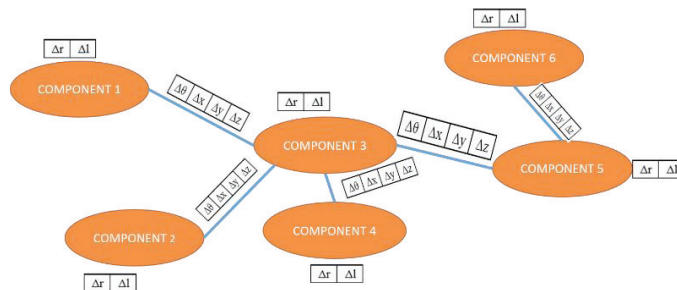 Δr Δl
COMPONENT 6
Δr Δl
COMPONENT 1
Δθ Δx Δy Δz
Δθ Δx Δy Δz
Δr Δl
COMPONENT 3
Δθ Δx Δy Δz
COMPONENT 5
Δr Δl
Δθ Δx Δy Δz
Δθ Δx Δy Δz
COMPONENT 2
Δr Δl
COMPONENT 4
Δr Δl